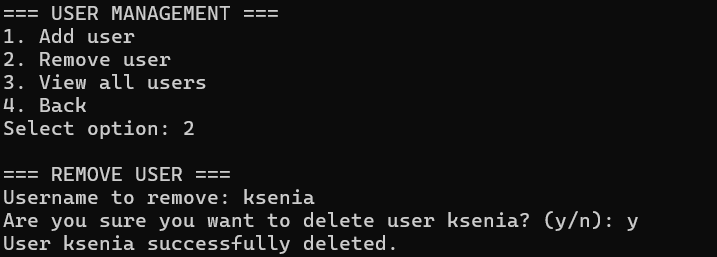 === USER MANAGEMENT ===
1. Add user
2. Remove user
3. View all users
4. Back
Select option: 2

=== REMOVE USER ===
Username to remove: ksenia
Are you sure you want to delete user ksenia? (y/n): y
User ksenia successfully deleted.